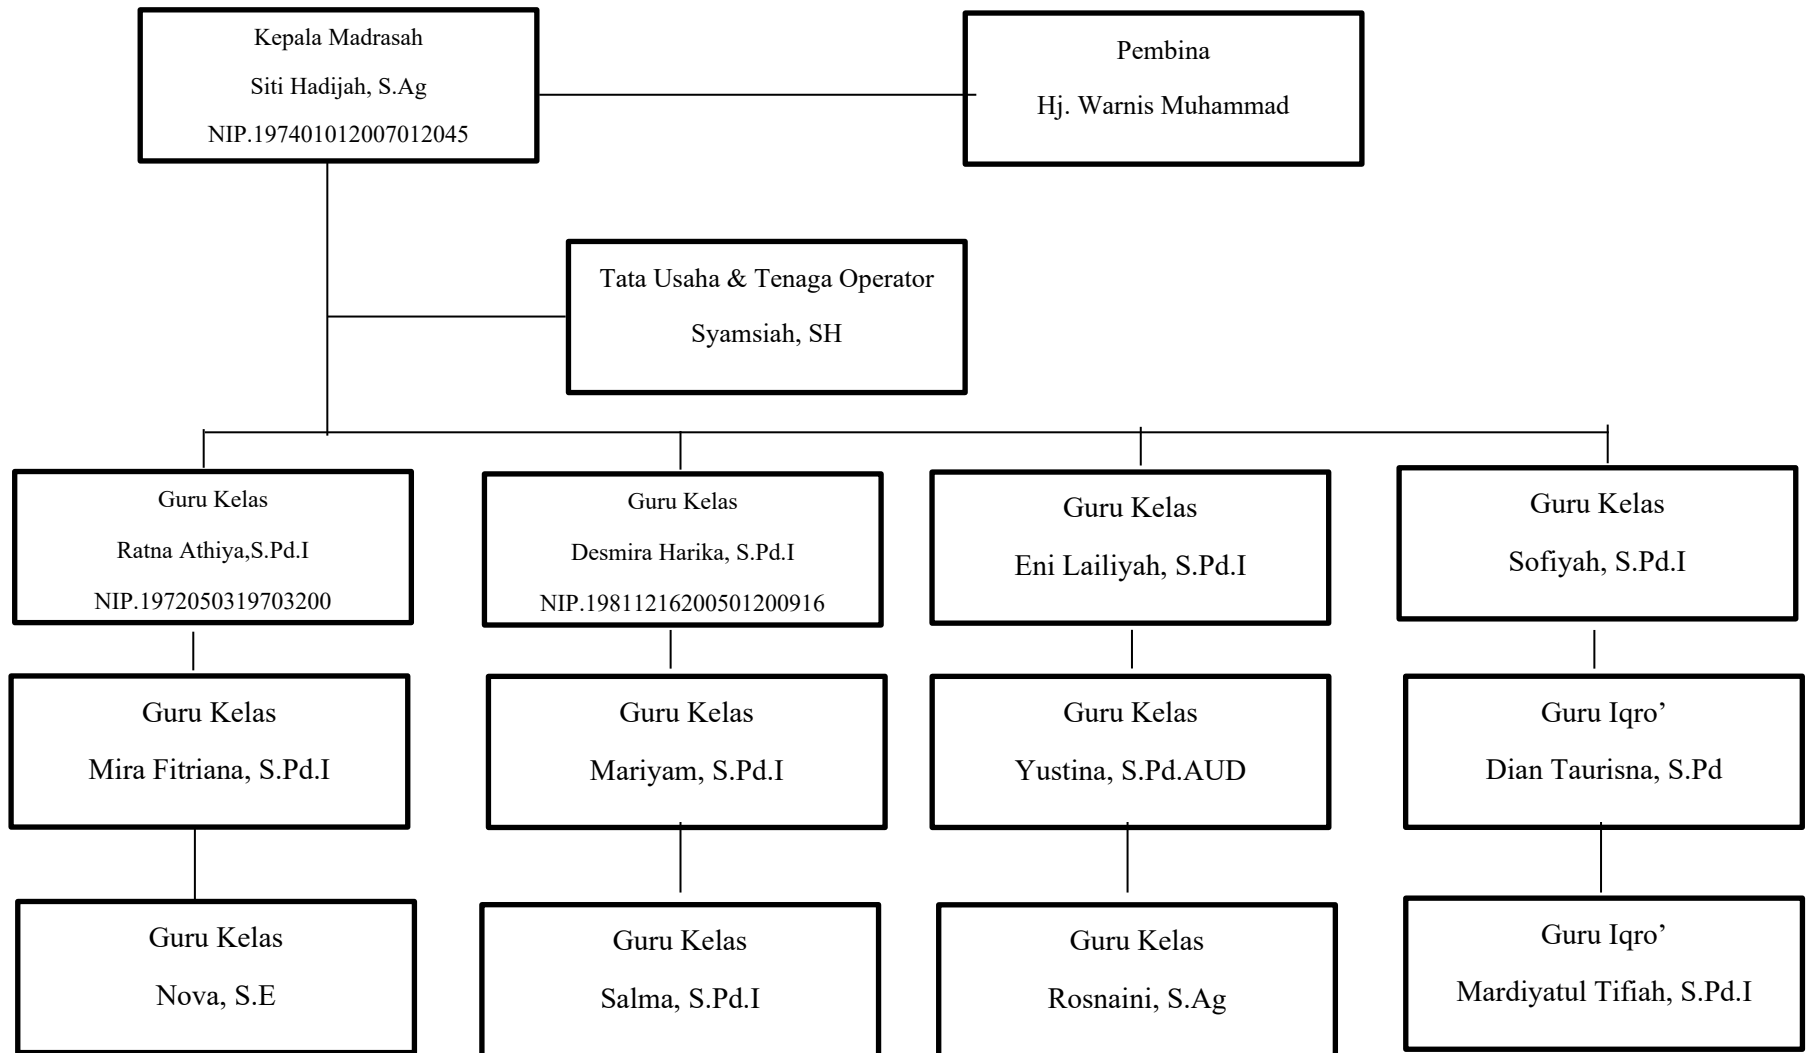 Kepala Madrasah
Siti Hadijah, S.Ag
NIP.197401012007012045
Pembina
Hj. Warnis Muhammad
Tata Usaha & Tenaga Operator
Syamsiah, SH
Guru Kelas
Ratna Athiya,S.Pd.I
NIP.1972050319703200
Guru Kelas
Desmira Harika, S.Pd.I
NIP.19811216200501200916
Guru Kelas
Eni Lailiyah, S.Pd.I
Guru Kelas
Sofiyah, S.Pd.I
Guru Kelas
Mira Fitriana, S.Pd.I
Guru Kelas
Mariyam, S.Pd.I
Guru Kelas
Yustina, S.Pd.AUD
Guru Iqro’
Dian Taurisna, S.Pd
Guru Kelas
Nova, S.E
Guru Kelas
Salma, S.Pd.I
Guru Kelas
Rosnaini, S.Ag
Guru Iqro’
Mardiyatul Tifiah, S.Pd.I